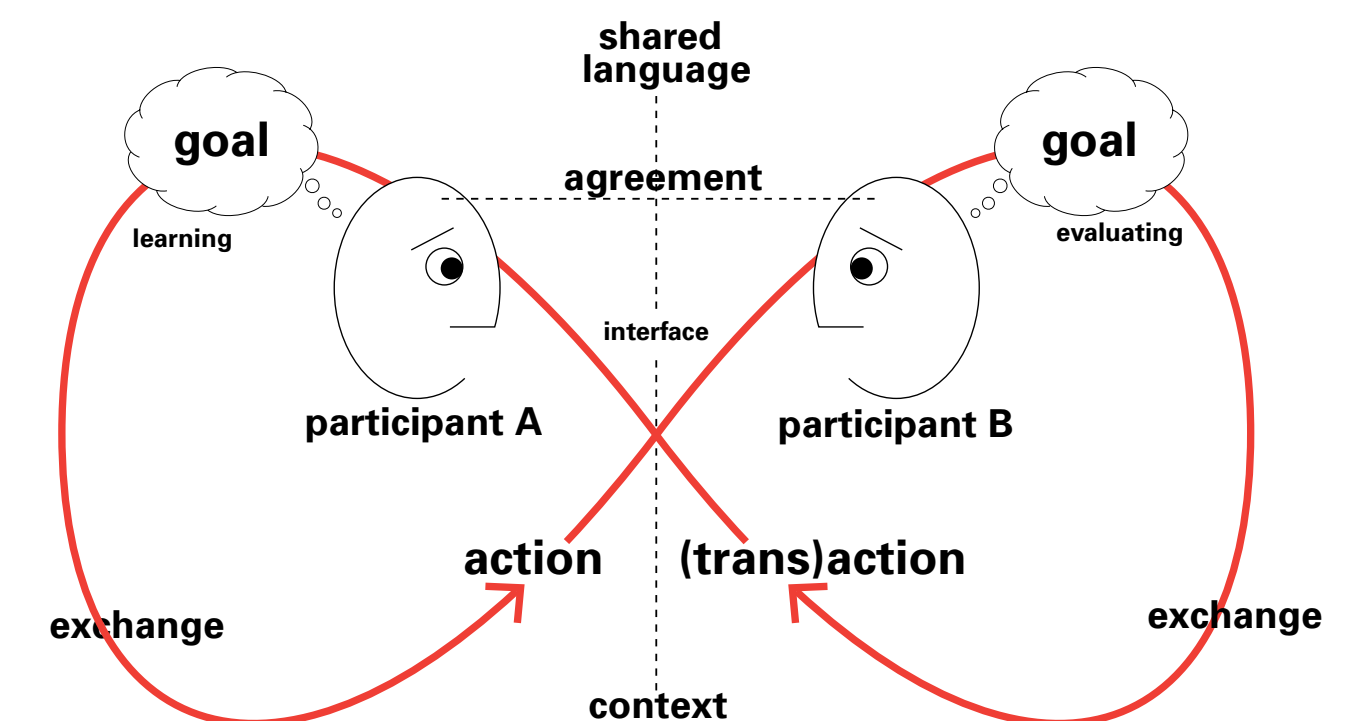 shared
language
goal
goal
agreement
learning
evaluating
interface
participant A
participant B
action
(trans)action
exchange
exchange
context